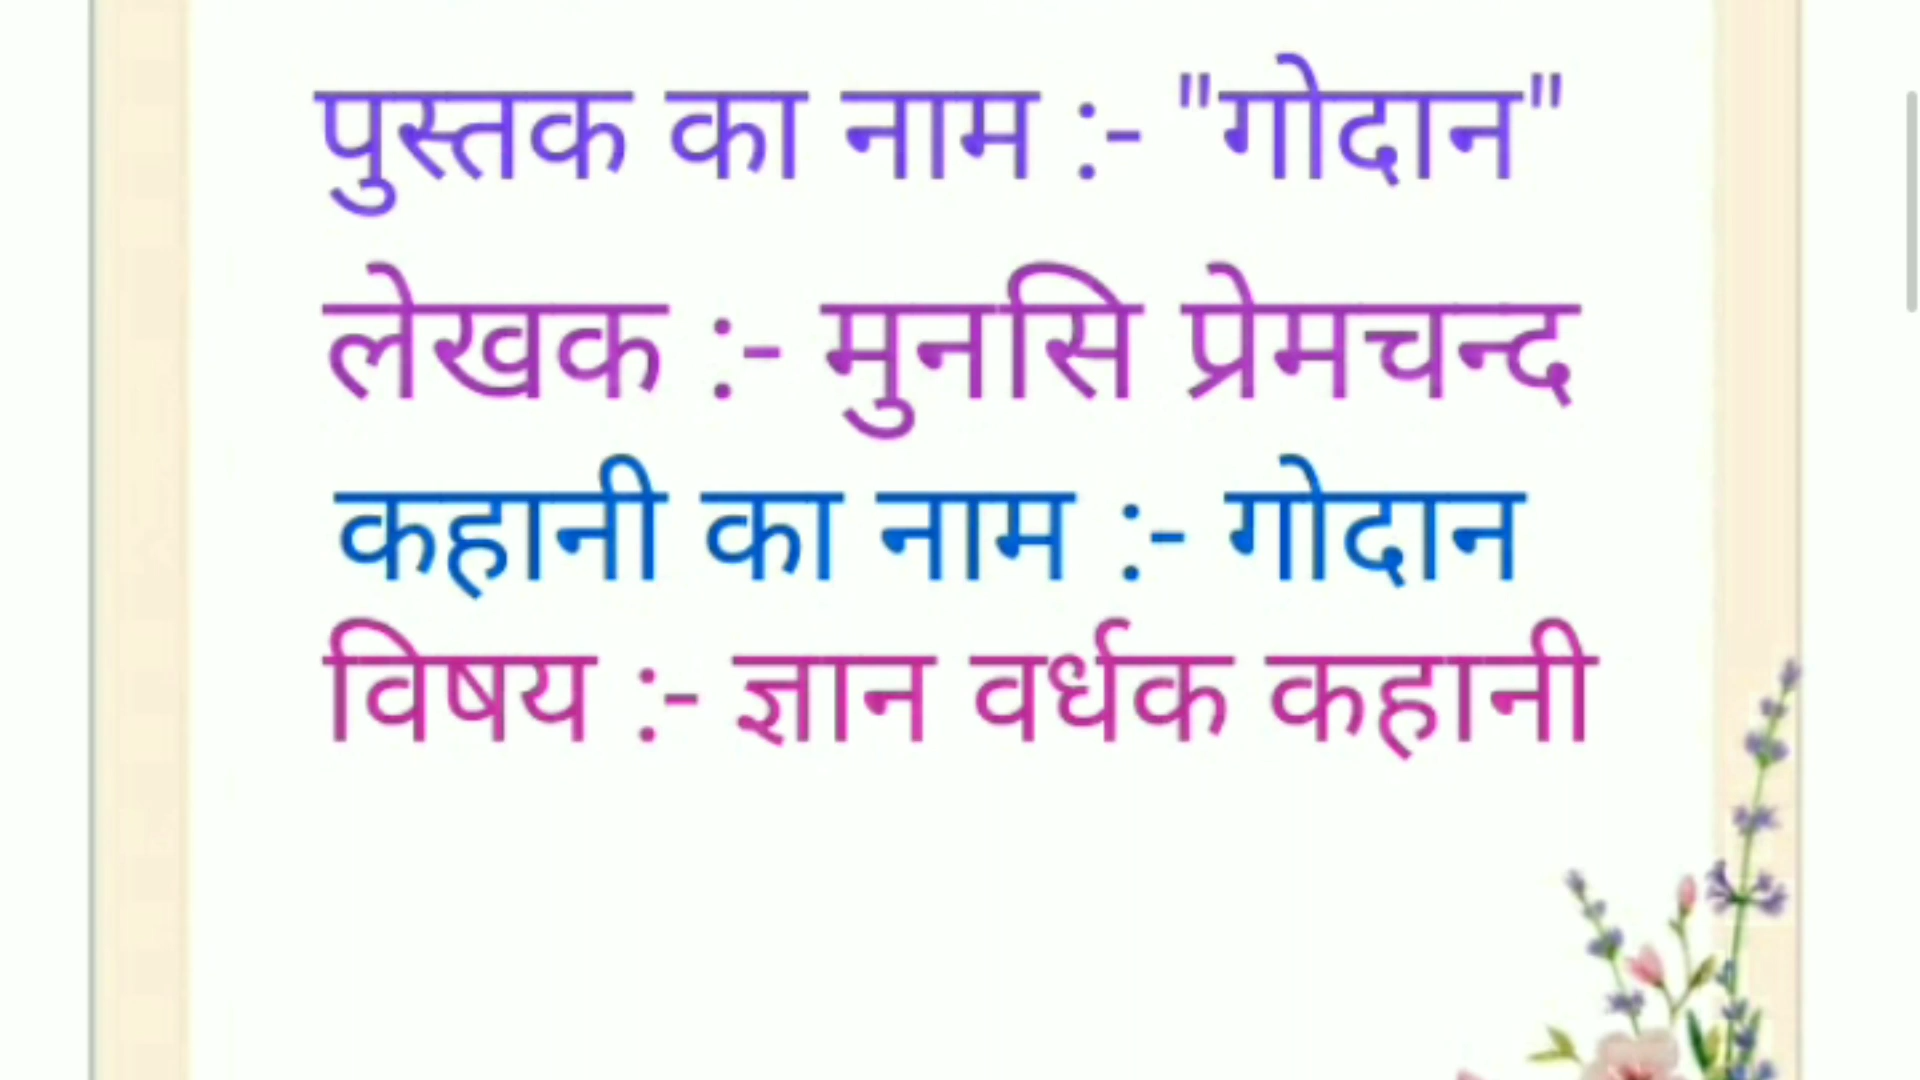 पुस्तक का नाम :- "गोदान"
लेखक :- मुनसि प्रेमचन्द
कहानी का नाम :- गोदान
विषय :- ज्ञान वर्धक कहानी